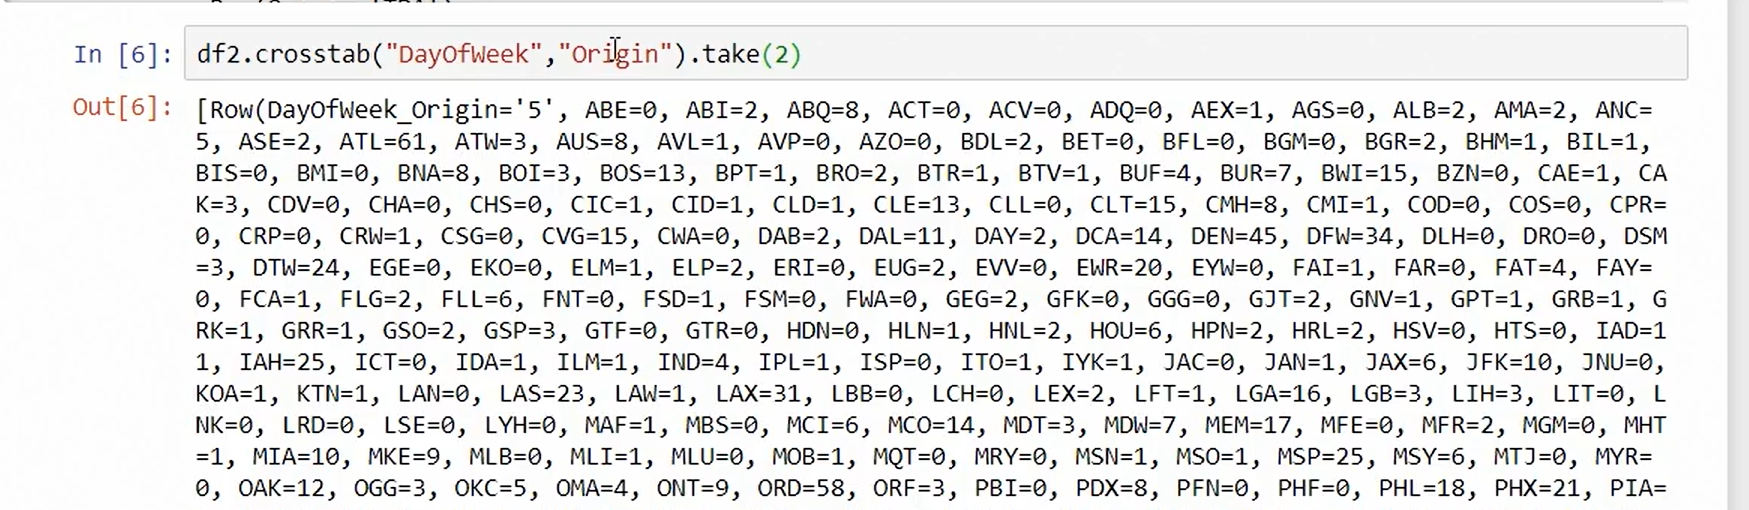 In [6]: df2.crosstab("DayOfWeek","Origin").take(2)
Out[6]: [Row(DayOfWeek_Origin='5', ABE=0, ABI=2, ABQ=8, ACT=0, ACV=0, ADQ=0, AEX=1, AGS=0, ALB=2, AMA=2, ANC=
5, ASE=2, ATL=61, ATW=3, AUS=8, AVL=1, AVP=0, AZO=0, BDL=2, BET=0, BFL=0, BGM=0, BGR=2, BHM=1, BIL=1,
BIS=0, BMI=0, BNA=8, BOI=3, BOS=13, BPT=1, BRO=2, BTR=1, BTV=1, BUF=4, BUR=7, BWI=15, BZN=0, CAE=1, CA
K=3, CDV=0, CHA=0, CHS=0, CIC=1, CID=1, CLD=1, CLE=13, CLL=0, CLT=15, CMH=8, CMI=1, COD=0, COS=0, CPR=
0, CRP=0, CRW=1, CSG=0, CVG=15, CWA=0, DAB=2, DAL=11, DAY=2, DCA=14, DEN=45, DFW=34, DLH=0, DRO=0, DSM
=3, DTW=24, EGE=0, EKO=0, ELM=1, ELP=2, ERI=0, EUG=2, EVV=0, EWR=20, EYW=0, FAI=1, FAR=0, FAT=4, FAY=
0, FCA=1, FLG=2, FLL=6, FNT=0, FSD=1, FSM=0, FWA=0, GEG=2, GFK=0, GGG=0, GJT=2, GNV=1, GPT=1, GRB=1, G
RK=1, GRR=1, GSO=2, GSP=3, GTF=0, GTR=0, HDN=0, HLN=1, HNL=2, HOU=6, HPN=2, HRL=2, HSV=0, HTS=0, IAD=1
1, IAH=25, ICT=0, IDA=1, ILM=1, IND=4, IPL=1, ISP=0, ITO=1, IYK=1, JAC=0, JAN=1, JAX=6, JFK=10, JNU=0,
KOA=1, KTN=1, LAN=0, LAS=23, LAW=1, LAX=31, LBB=0, LCH=0, LEX=2, LFT=1, LGA=16, LGB=3, LIH=3, LIT=0, L
NK=0, LRD=0, LSE=0, LYH=0, MAF=1, MBS=0, MCI=6, MCO=14, MDT=3, MDW=7, MEM=17, MFE=0, MFR=2, MGM=0, MHT
=1, MIA=10, MKE=9, MLB=0, MLI=1, MLU=0, MOB=1, MQT=0, MRY=0, MSN=1, MSO=1, MSP=25, MSY=6, MTJ=0, MYR=
0, OAK=12, OGG=3, OKC=5, OMA=4, ONT=9, ORD=58, ORF=3, PBI=0, PDX=8, PFN=0, PHF=0, PHL=18, PHX=21, PIA=